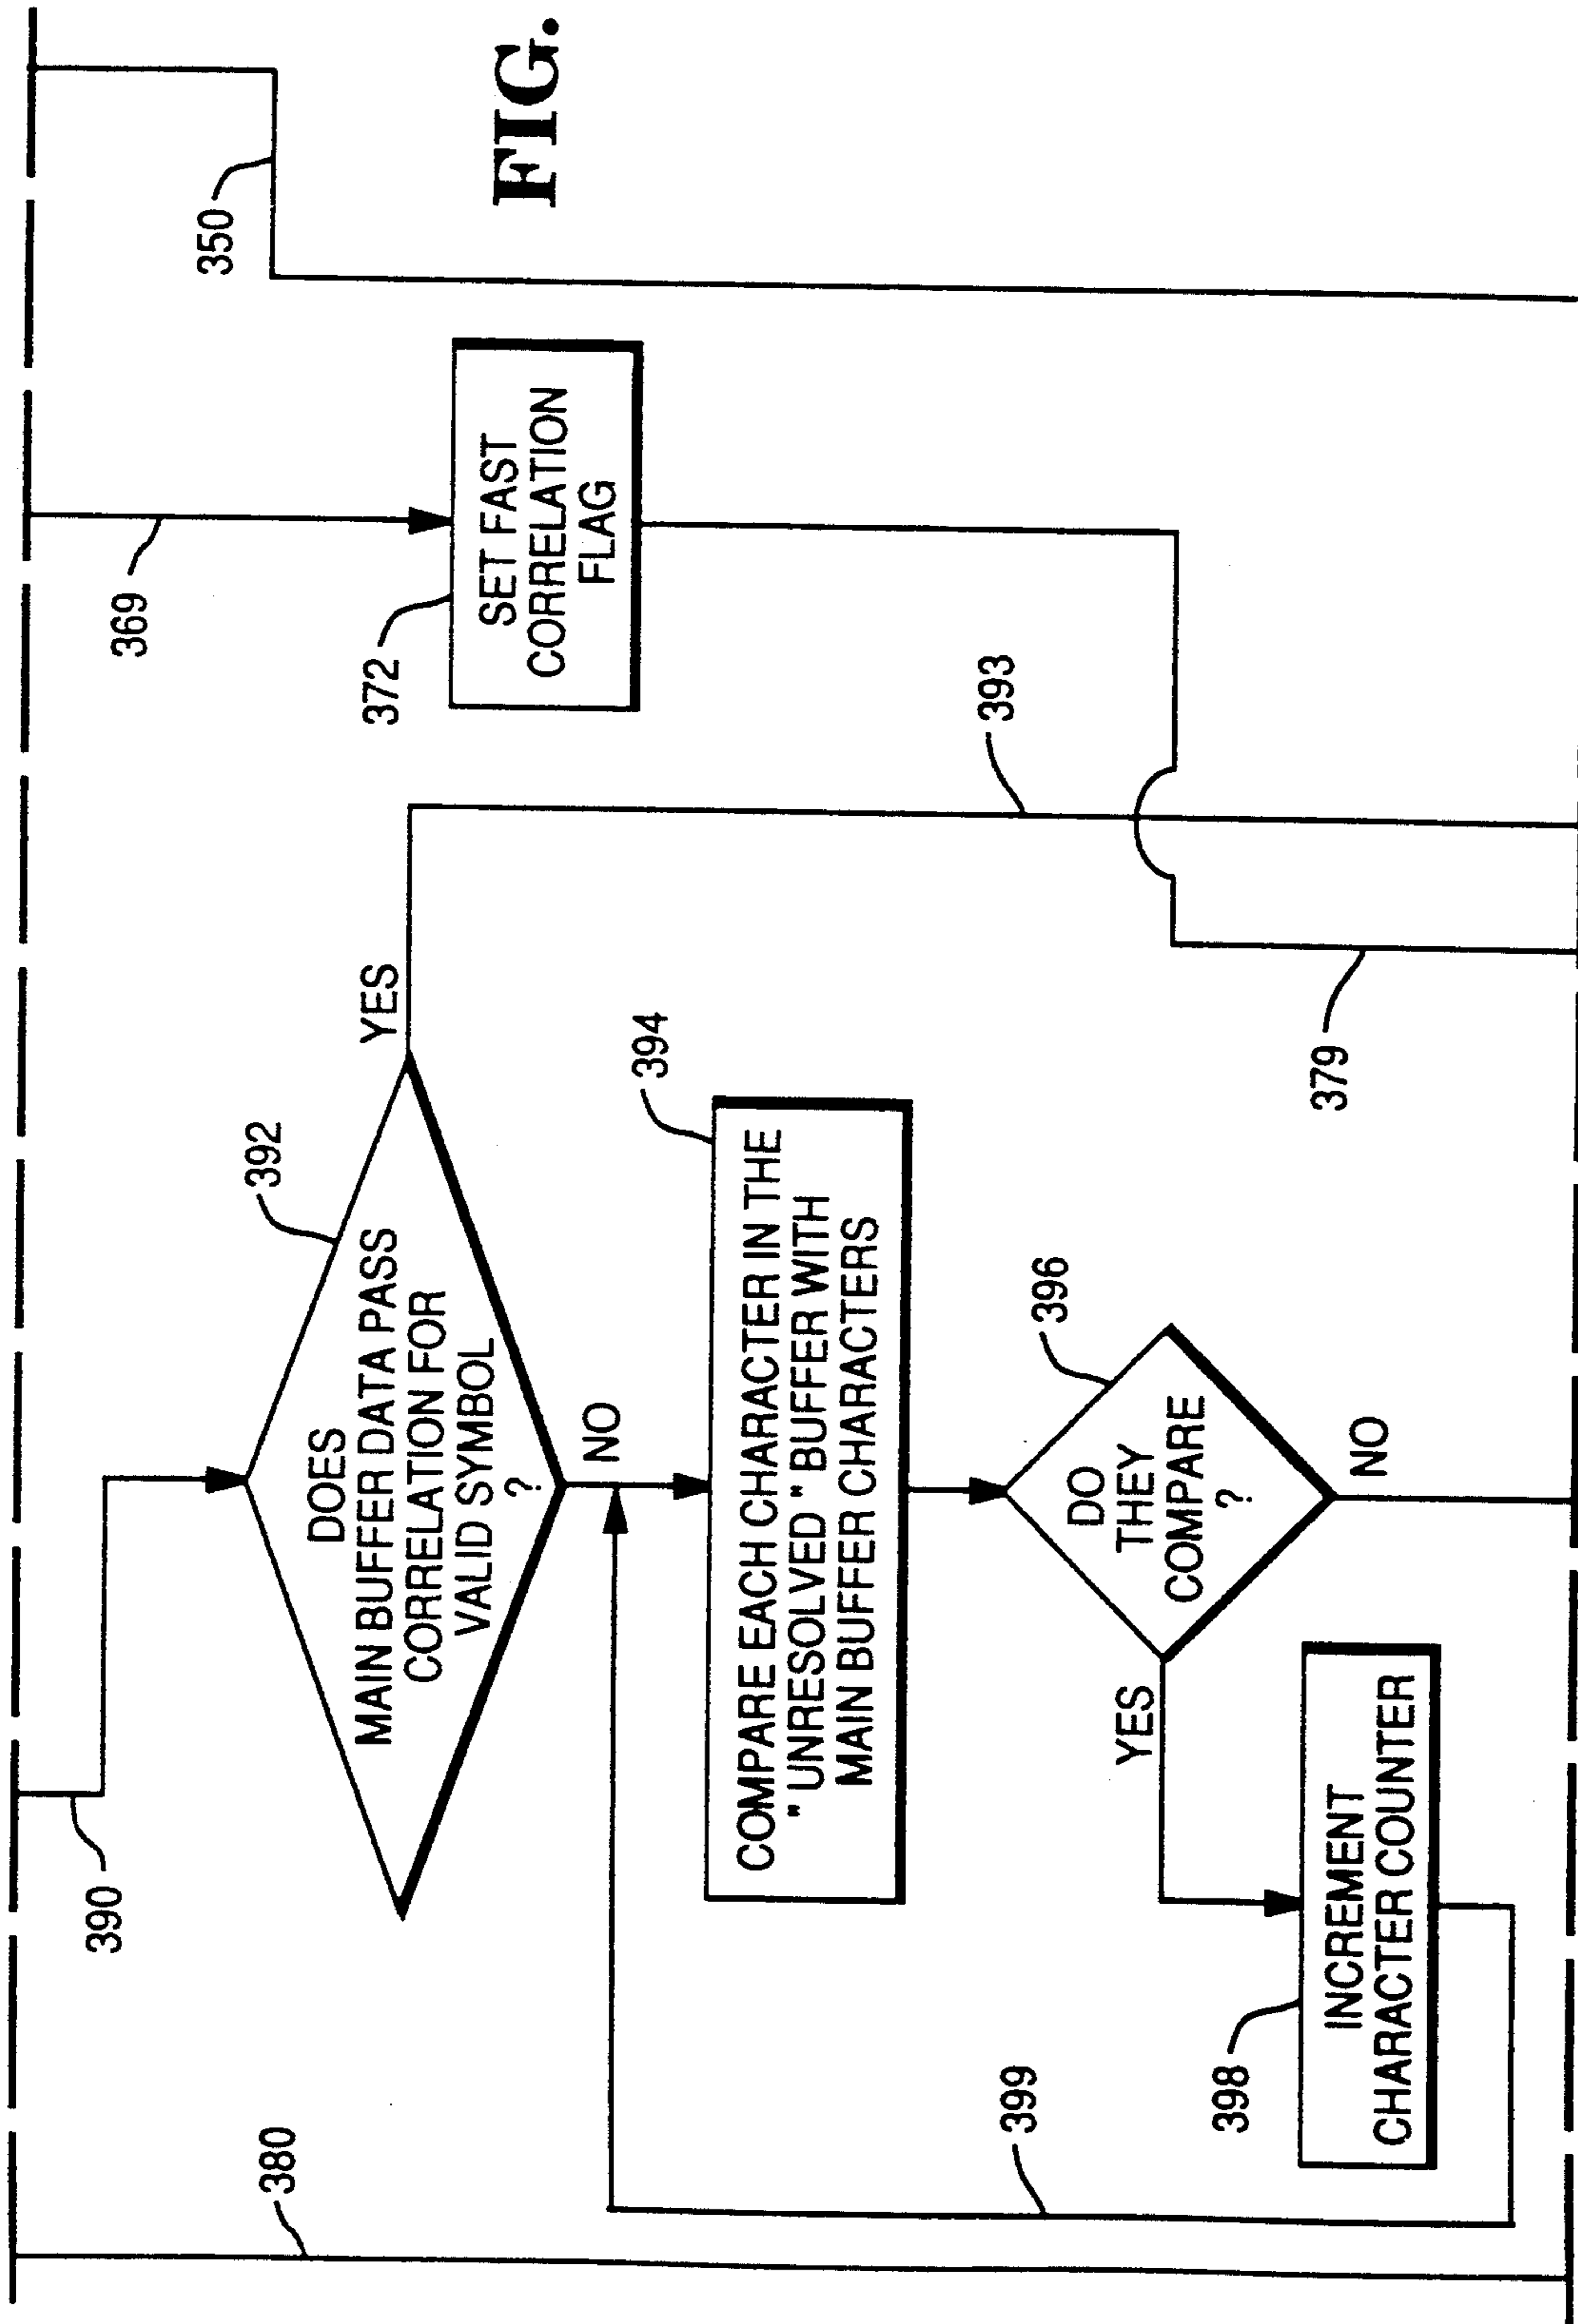 380
390
DOES
MAIN BUFFER DATA PASS
CORRELATION FOR
VALID SYMBOL
?
392
YES
NO
COMPARE EACH CHARACTER IN THE
"UNRESOLVED" BUFFER WITH
MAIN BUFFER CHARACTERS
394
DO
THEY
COMPARE
?
396
YES
NO
INCREMENT
CHARACTER COUNTER
398
399
369
SET FAST
CORRELATION
FLAG
372
393
379
350
FIG.